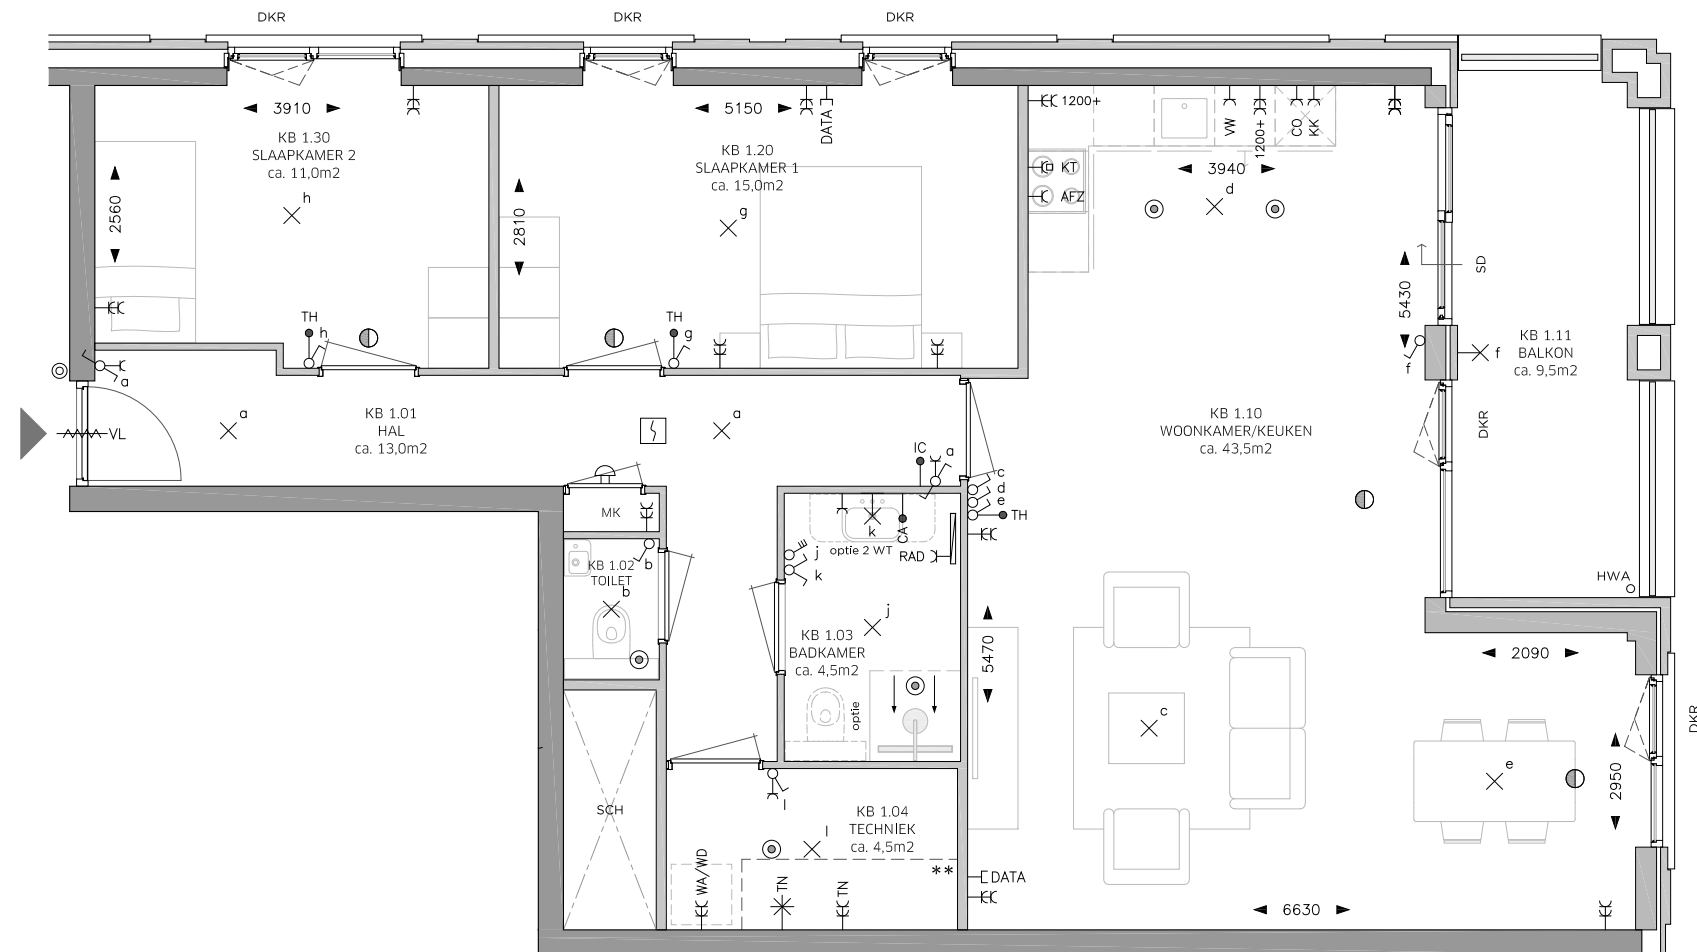 DKR
DKR
DKR
3910
KB 1.30
SLAAPKAMER 2
ca. 11,0m2
h
2560
TH
h
5150
DATA
KB 1.20
SLAAPKAMER 1
ca. 15,0m2
g
2810
TH
g
1200+
VW
1200+
CO
KK
KT
AFZ
3940
d
SD
5430
f
f
KB 1.11
BALKON
ca. 9,5m2
DKR
HWA
a
VL
a
KB 1.01
HAL
ca. 13,0m2
a
IC
a
KB 1.10
WOONKAMER/KEUKEN
ca. 43,5m2
c
d
e
TH
MK
KB 1.02
TOILET
b
b
k
CA
optie 2 WT
RAD
j
k
j
KB 1.03
BADKAMER
ca. 4,5m2
optie
5470
c
2090
DKR
2950
e
SCH
l
KB 1.04
TECHNIEK
ca. 4,5m2
l
**
WA/WD
TN
TN
DATA
6630